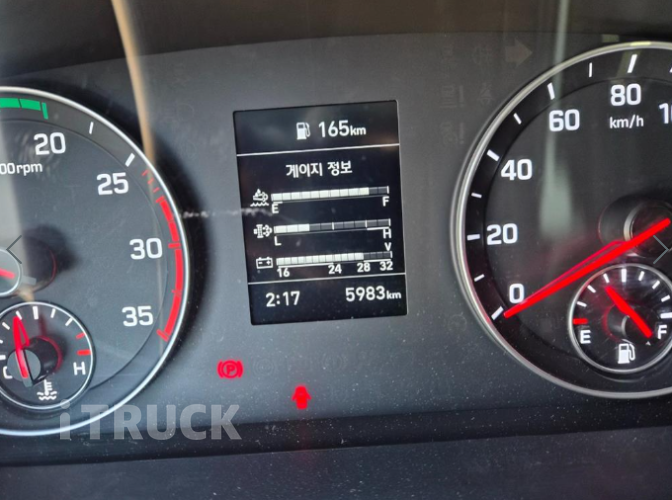 165km
게이지 정보
E F
L H
V
16 24 28 32
2:17 5983km
20
00rpm
25
30
35
C H
0
20
40
60
80
km/h
E F
P
iTRUCK